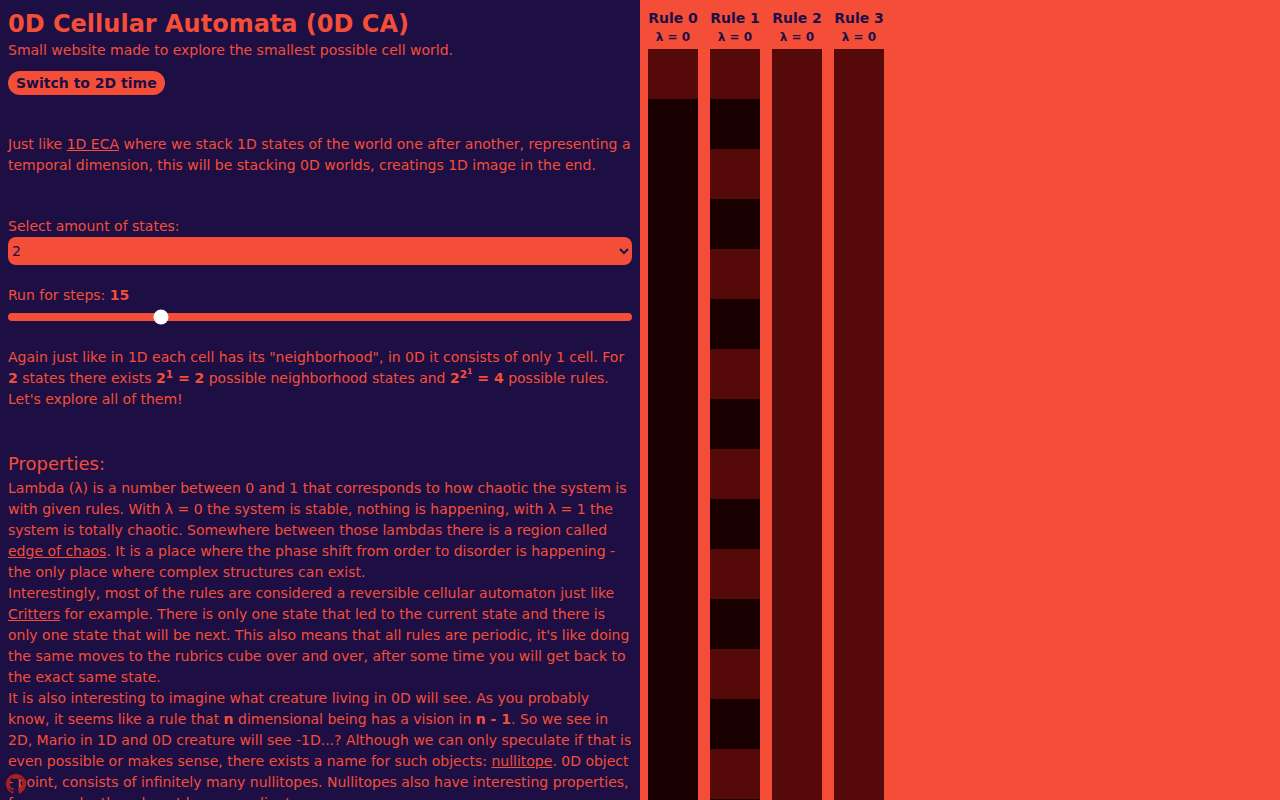 0D Cellular Automata (0D CA)
Small website made to explore the smallest possible cell world.
Switch to 2D time
Just like 1D ECA where we stack 1D states of the world one after another, representing a
temporal dimension, this will be stacking 0D worlds, creatings 1D image in the end.
Select amount of states:
2
Run for steps: 15
Again just like in 1D each cell has its "neighborhood", in 0D it consists of only 1 cell. For
2 states there exists 2¹ = 2 possible neighborhood states and 2^2^1 = 4 possible rules.
Let's explore all of them!
Properties:
Lambda (λ) is a number between 0 and 1 that corresponds to how chaotic the system is
with given rules. With λ = 0 the system is stable, nothing is happening, with λ = 1 the
system is totally chaotic. Somewhere between those lambdas there is a region called
edge of chaos. It is a place where the phase shift from order to disorder is happening -
the only place where complex structures can exist.
Interestingly, most of the rules are considered a reversible cellular automaton just like
Critters for example. There is only one state that led to the current state and there is
only one state that will be next. This also means that all rules are periodic, it's like doing
the same moves to the rubrics cube over and over, after some time you will get back to
the exact same state.
It is also interesting to imagine what creature living in 0D will see. As you probably
know, it seems like a rule that n dimensional being has a vision in n - 1. So we see in
2D, Mario in 1D and 0D creature will see -1D...? Although we can only speculate if that is
even possible or makes sense, there exists a name for such objects: nullitope. 0D object
- point, consists of infinitely many nullitopes. Nullitopes also have interesting properties,
Rule 0 Rule 1 Rule 2 Rule 3
λ = 0 λ = 0 λ = 0 λ = 0